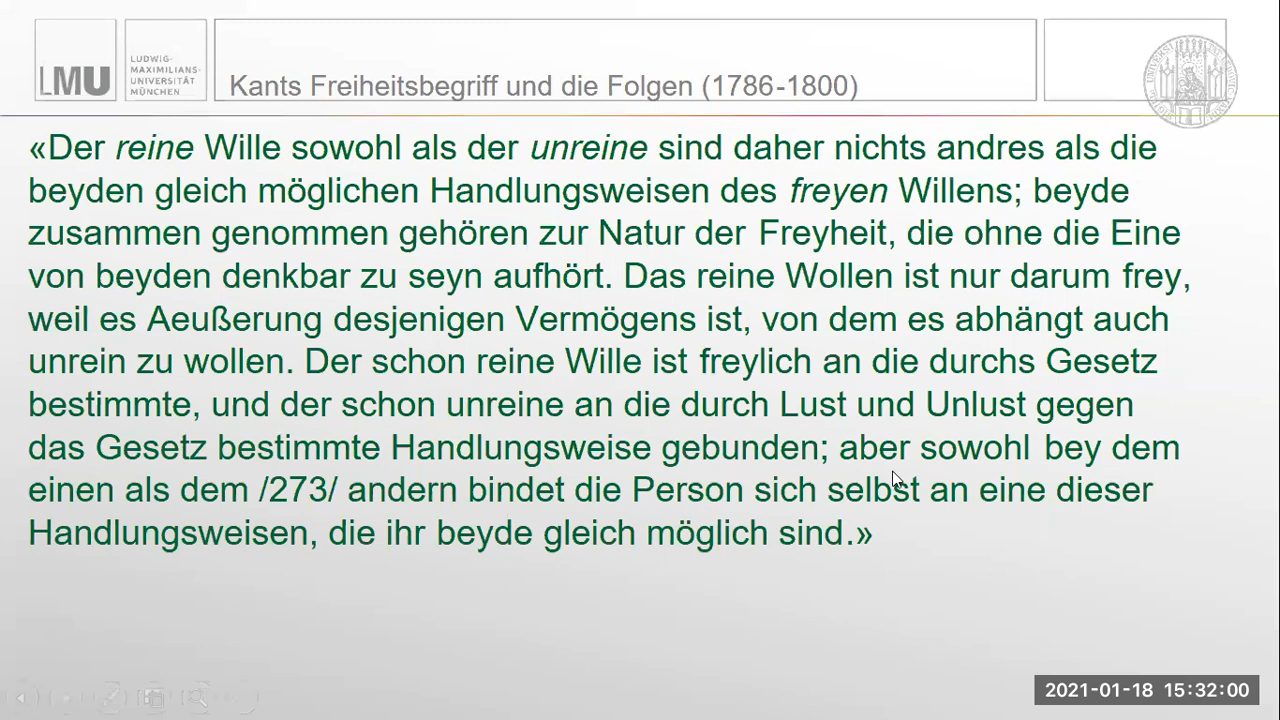 LMU
LUDWIG-
MAXIMILIANS-
UNIVERSITÄT
MÜNCHEN
Kants Freiheitsbegriff und die Folgen (1786-1800)
«Der reine Wille sowohl als der unreine sind daher nichts andres als die
beyden gleich möglichen Handlungsweisen des freyen Willens; beyde
zusammen genommen gehören zur Natur der Freyheit, die ohne die Eine
von beyden denkbar zu seyn aufhört. Das reine Wollen ist nur darum frey,
weil es Aeußerung desjenigen Vermögens ist, von dem es abhängt auch
unrein zu wollen. Der schon reine Wille ist freylich an die durchs Gesetz
bestimmte, und der schon unreine an die durch Lust und Unlust gegen
das Gesetz bestimmte Handlungsweise gebunden; aber sowohl bey dem
einen als dem /273/ andern bindet die Person sich selbst an eine dieser
Handlungsweisen, die ihr beyde gleich möglich sind.»
2021-01-18 15:32:00